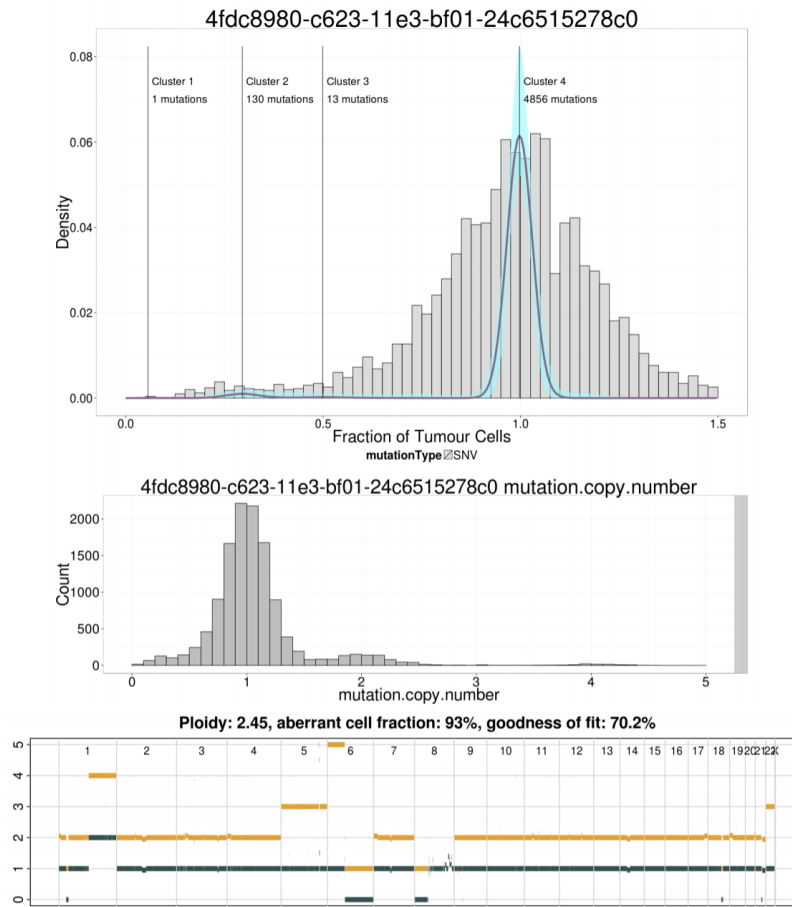 4fdc8980-c623-11e3-bf01-24c6515278c0
0.08
0.06
0.04
0.02
0.00
Density
Cluster 1
1 mutations
Cluster 2
130 mutations
Cluster 3
13 mutations
Cluster 4
4856 mutations
0.0 0.5 1.0 1.5
Fraction of Tumour Cells
mutationType SNV
4fdc8980-c623-11e3-bf01-24c6515278c0 mutation.copy.number
2000
1500
1000
500
0
Count
0 1 2 3 4 5
mutation.copy.number
Ploidy: 2.45, aberrant cell fraction: 93%, goodness of fit: 70.2%
5
4
3
2
1
0
1 2 3 4 5 6 7 8 9 10 11 12 13 14 15 16 17 18 19 20 21 22 X